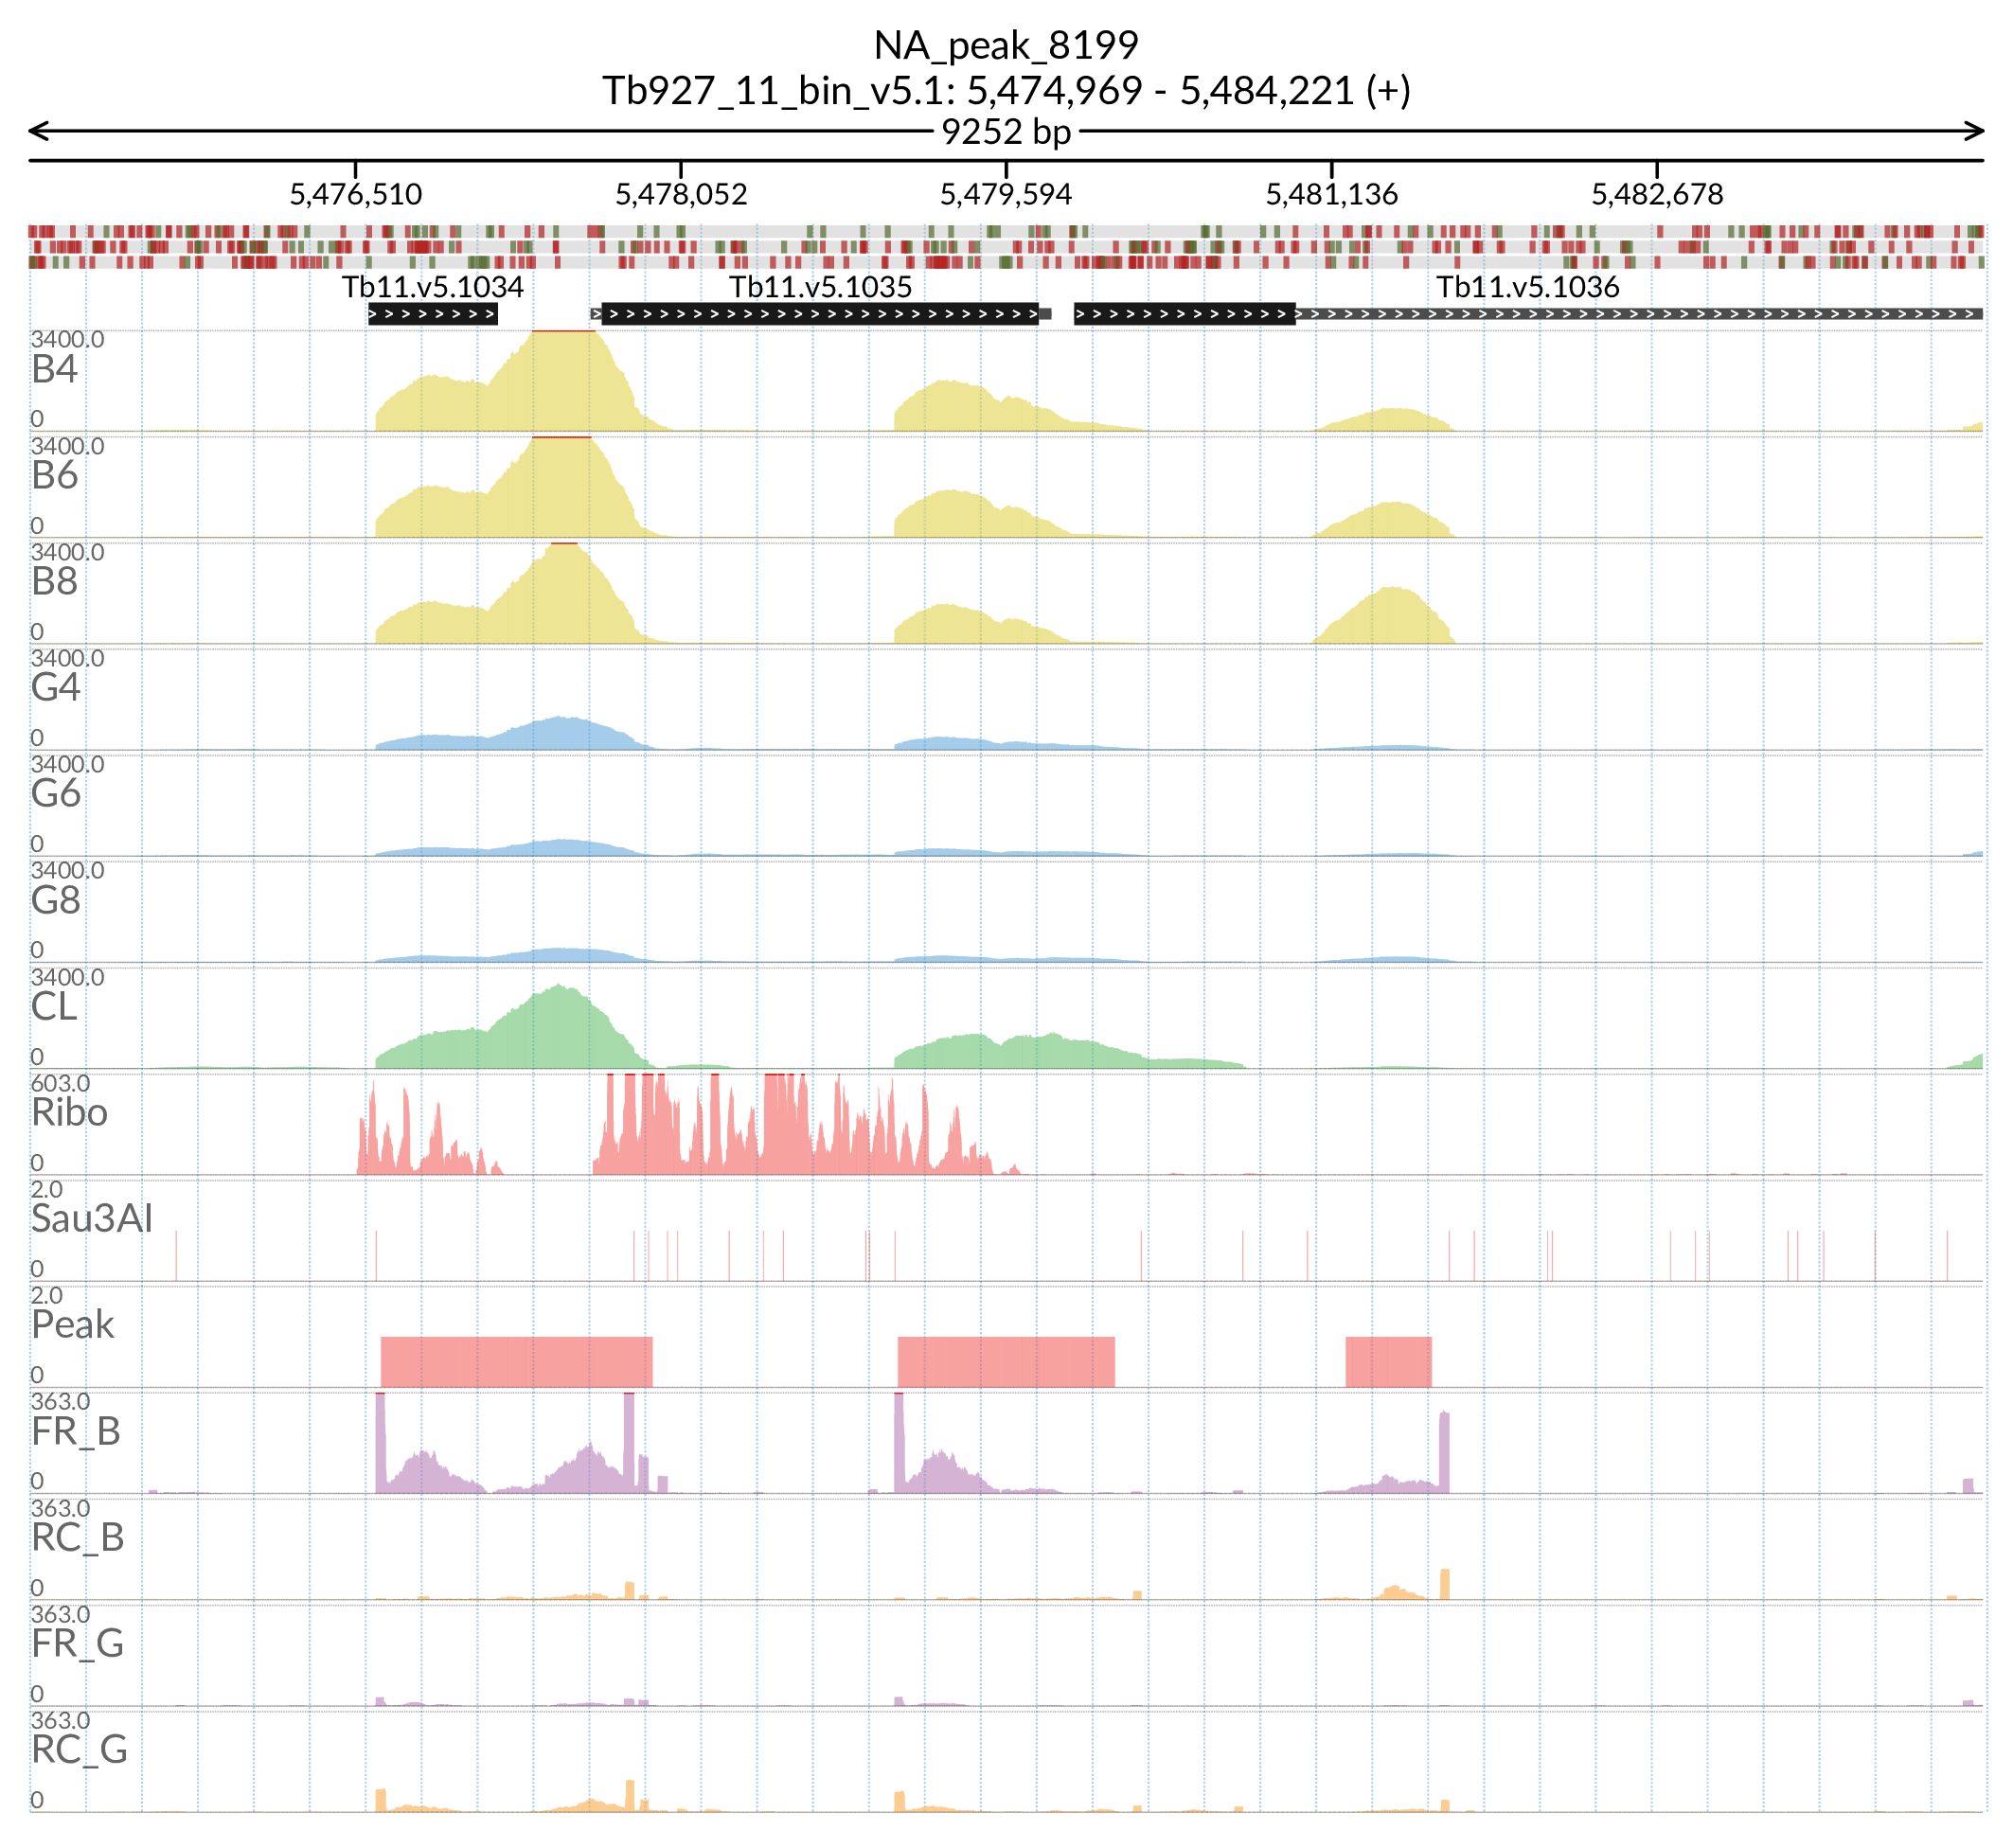 NA_peak_8199
Tb927_11_bin_v5.1: 5,474,969 - 5,484,221 (+)
9252 bp
5,476,510 5,478,052 5,479,594 5,481,136 5,482,678
Tb11.v5.1034 Tb11.v5.1035 Tb11.v5.1036
3400.0
B4
0
3400.0
B6
0
3400.0
B8
0
3400.0
G4
0
3400.0
G6
0
3400.0
G8
0
3400.0
CL
0
603.0
Ribo
0
2.0
Sau3AI
0
2.0
Peak
0
363.0
FR_B
0
363.0
RC_B
0
363.0
FR_G
0
363.0
RC_G
0